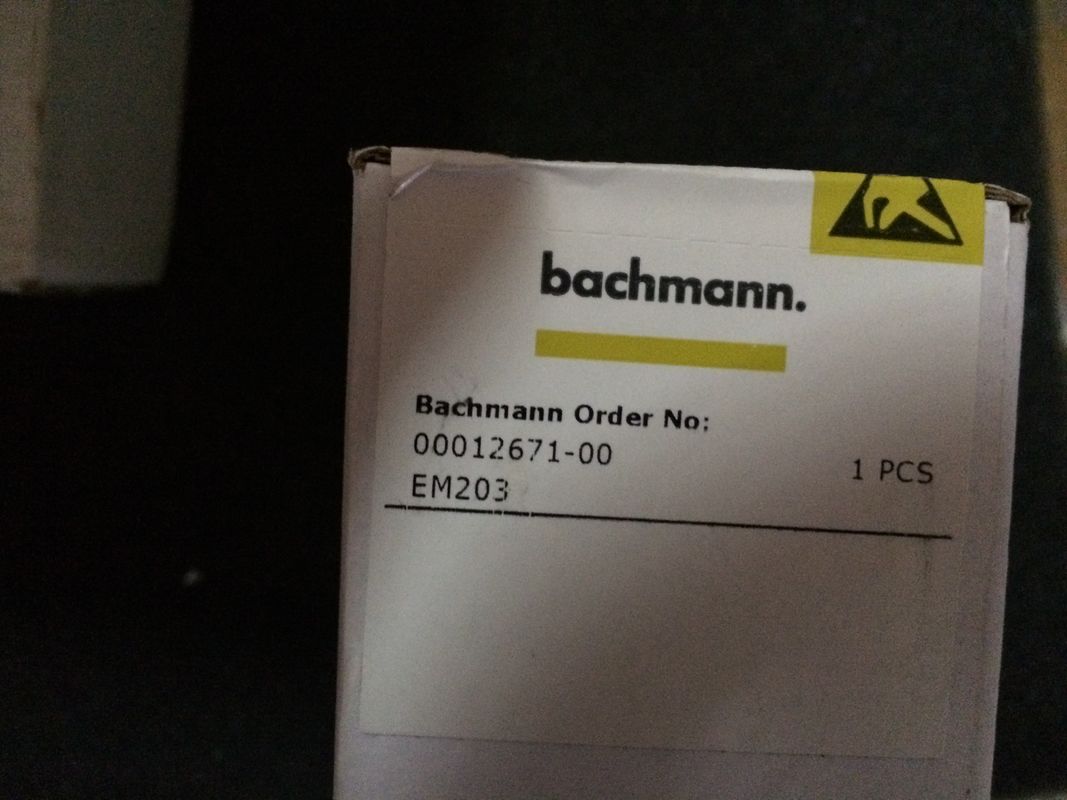 bachmann.
Bachmann Order No:
00012671-00
1 PCS
EM203